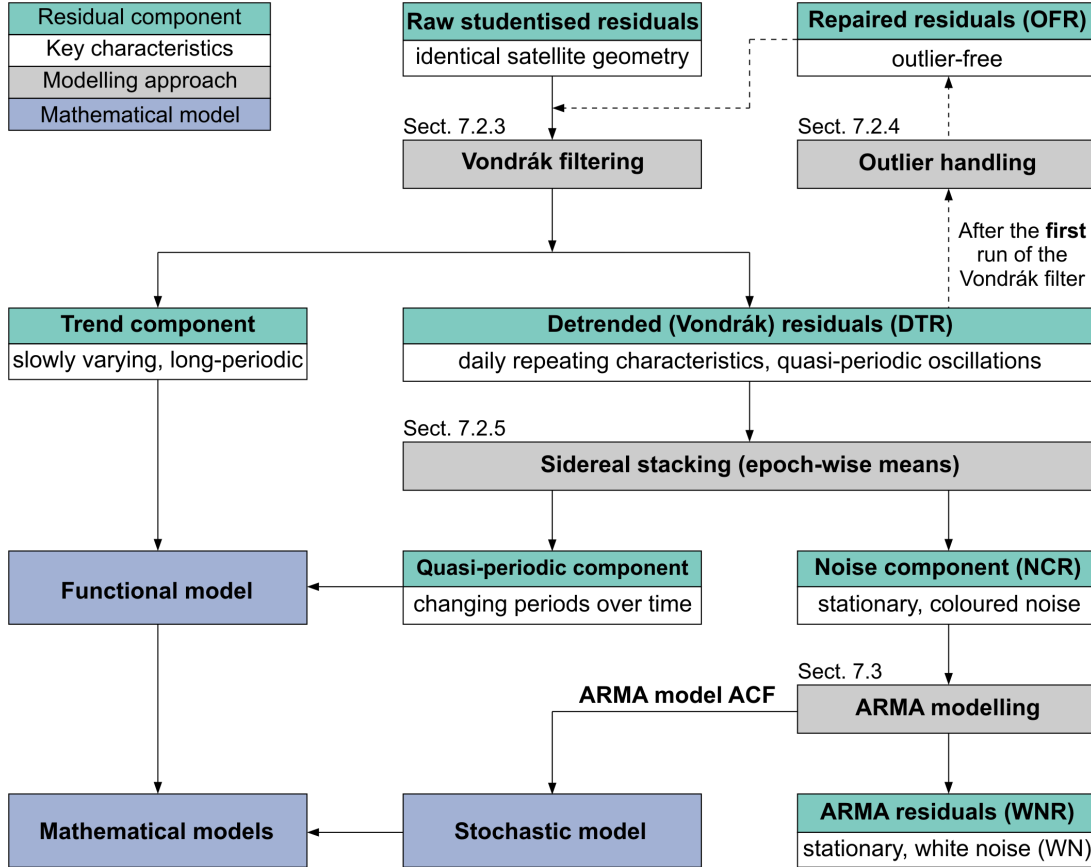 Residual component
Key characteristics
Modelling approach
Mathematical model
Raw studentised residuals
identical satellite geometry
Repaired residuals (OFR)
outlier-free
Sect. 7.2.3
Vondrák filtering
Sect. 7.2.4
Outlier handling
After the first
run of the
Vondrák filter
Trend component
slowly varying, long-periodic
Detrended (Vondrák) residuals (DTR)
daily repeating characteristics, quasi-periodic oscillations
Sect. 7.2.5
Sidereal stacking (epoch-wise means)
Functional model
Quasi-periodic component
changing periods over time
Noise component (NCR)
stationary, coloured noise
Sect. 7.3
ARMA modelling
ARMA model ACF
Mathematical models
Stochastic model
ARMA residuals (WNR)
stationary, white noise (WN)